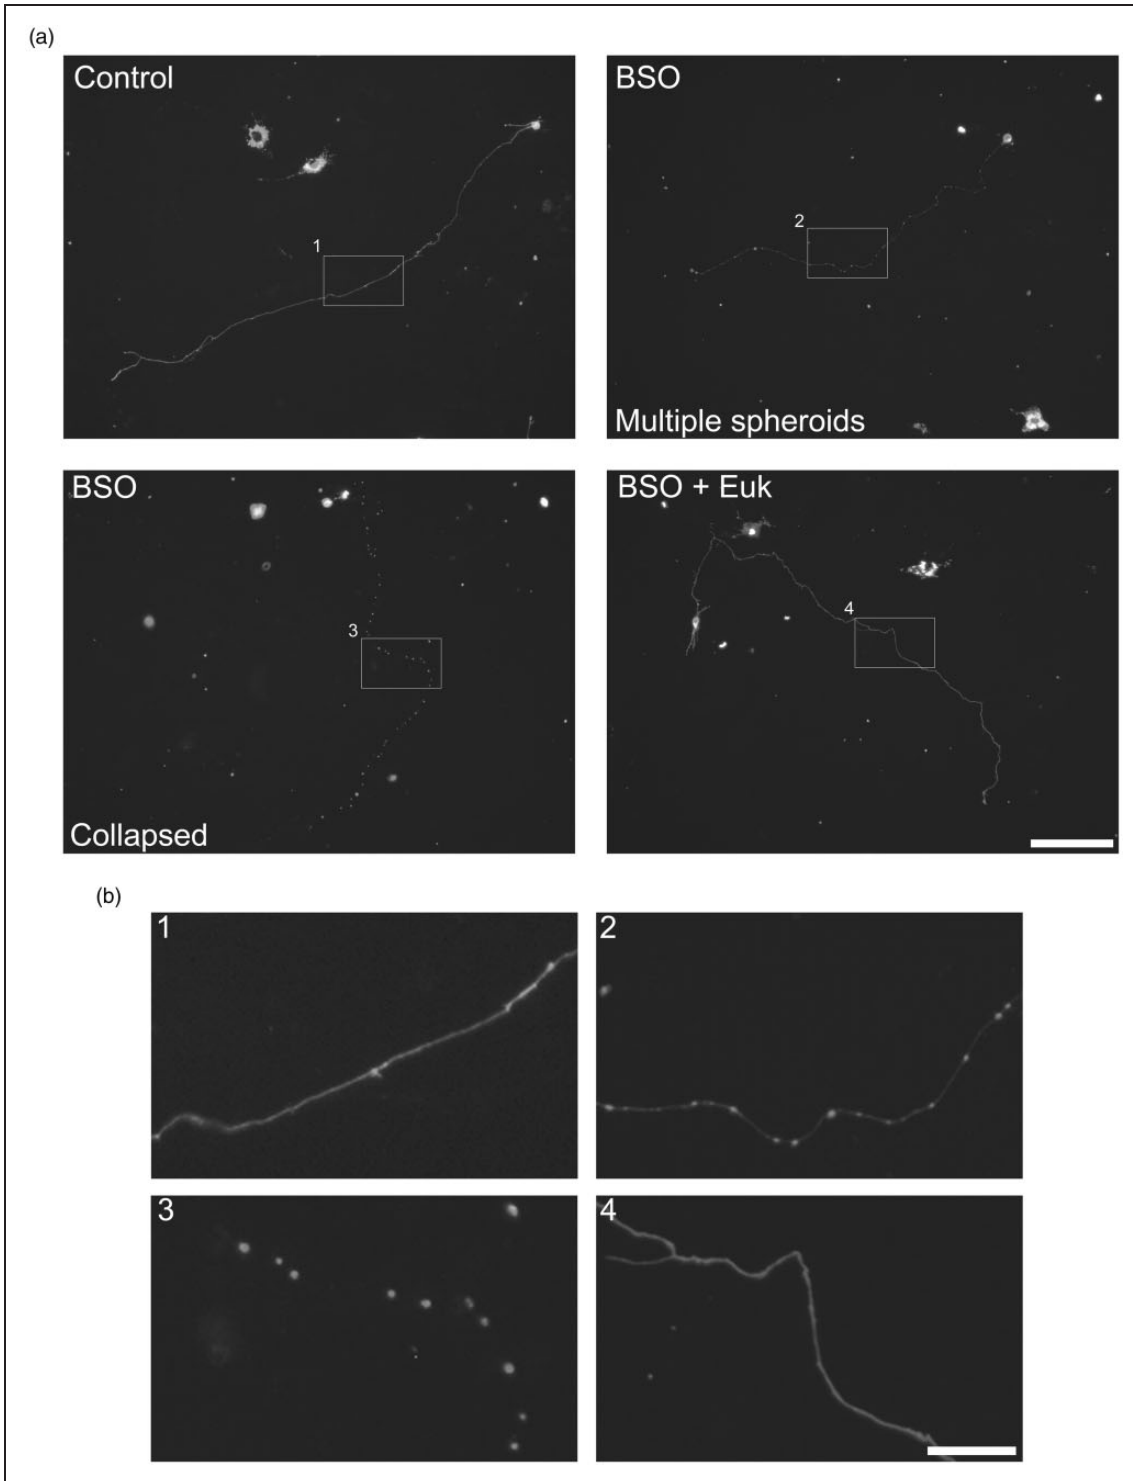 (a)
Control
1
BSO
2
Multiple spheroids
BSO
3
Collapsed
BSO + Euk
4
(b)
1
2
3
4